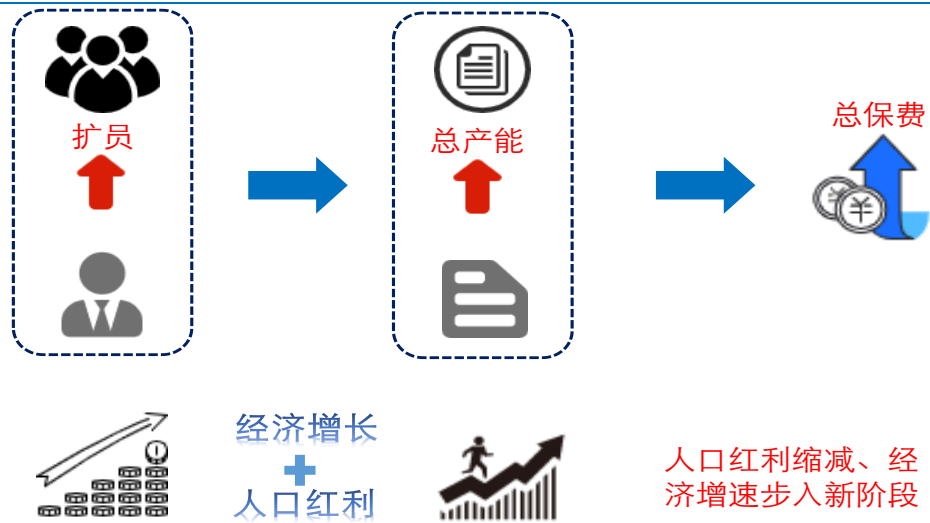 总保费
扩员
总产能
经济增长
+
人口红利
人口红利缩减、经
济增速步入新阶段